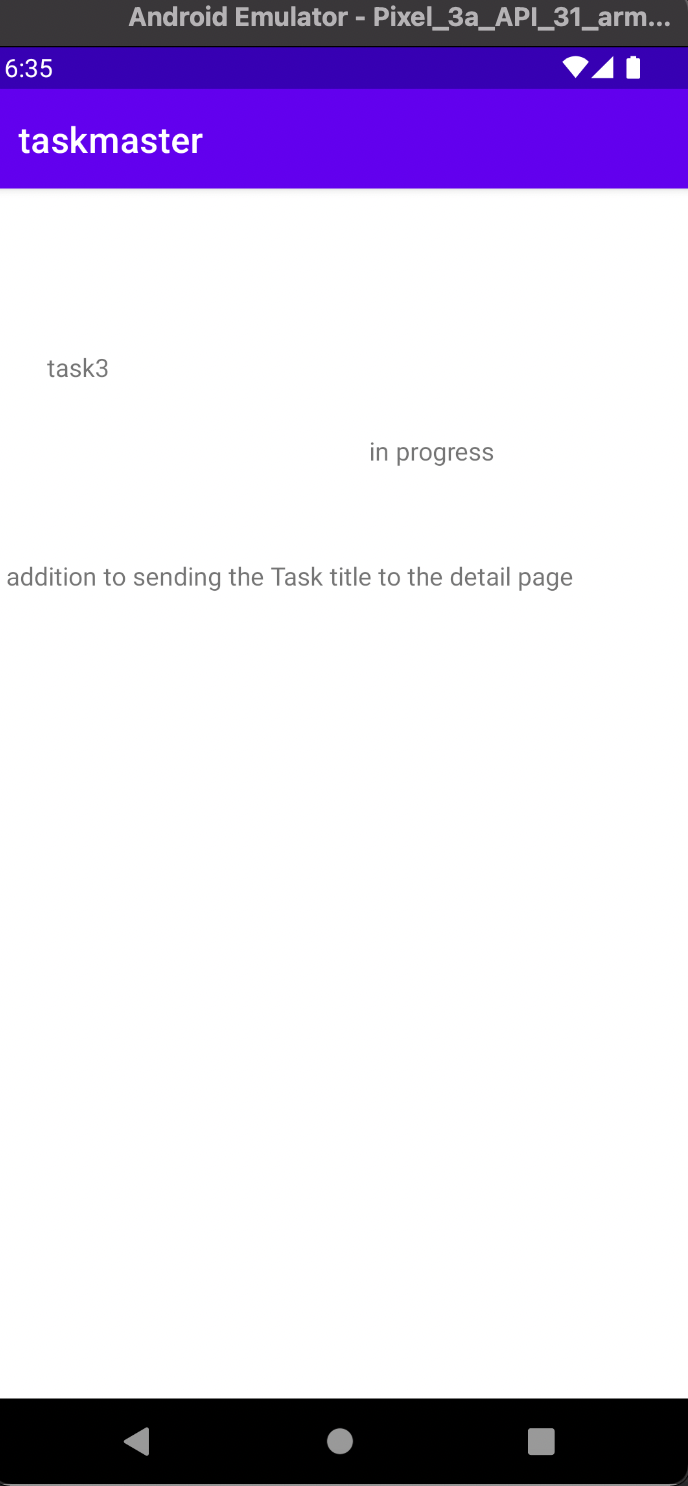 Android Emulator - Pixel_3a_API_31_arm...
6:35
taskmaster
task3
in progress
addition to sending the Task title to the detail page